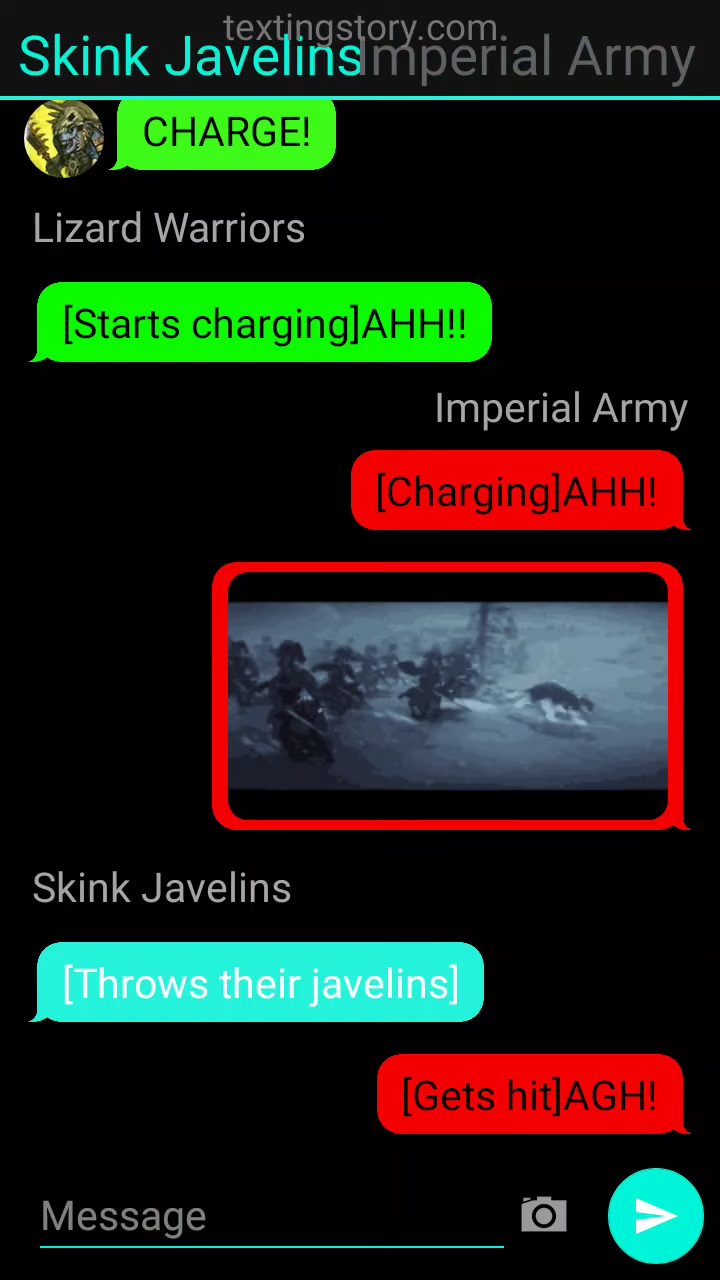 textingstory.com
Skink Javelins Imperial Army
CHARGE!
Lizard Warriors
[Starts charging]AHH!!
Imperial Army
[Charging]AHH!
Skink Javelins
[Throws their javelins]
[Gets hit]AGH!
Message